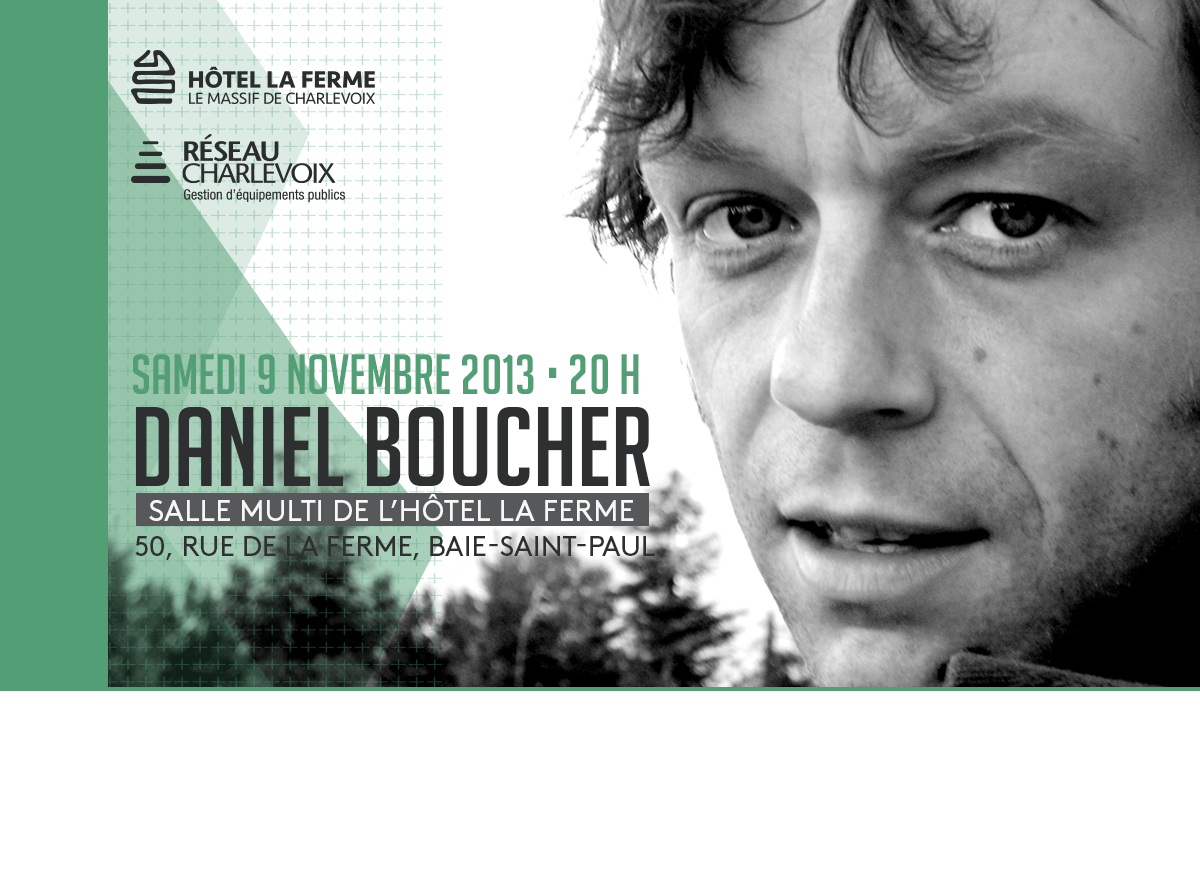 HÔTEL LA FERME
LE MASSIF DE CHARLEVOIX
RÉSEAU
CHARLEVOIX
Gestion d'équipements publics
SAMEDI 9 NOVEMBRE 2013 · 20 H
DANIEL BOUCHER
SALLE MULTI DE L'HÔTEL LA FERME
50, RUE DE LA FERME, BAIE-SAINT-PAUL